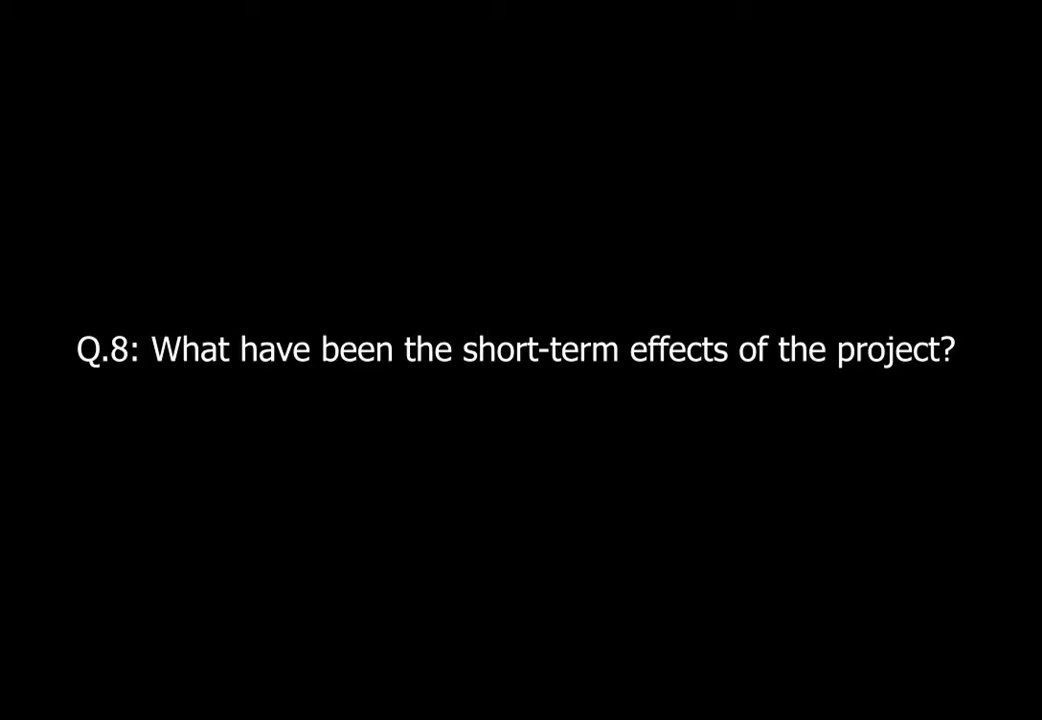 Q.8: What have been the short-term effects of the project?